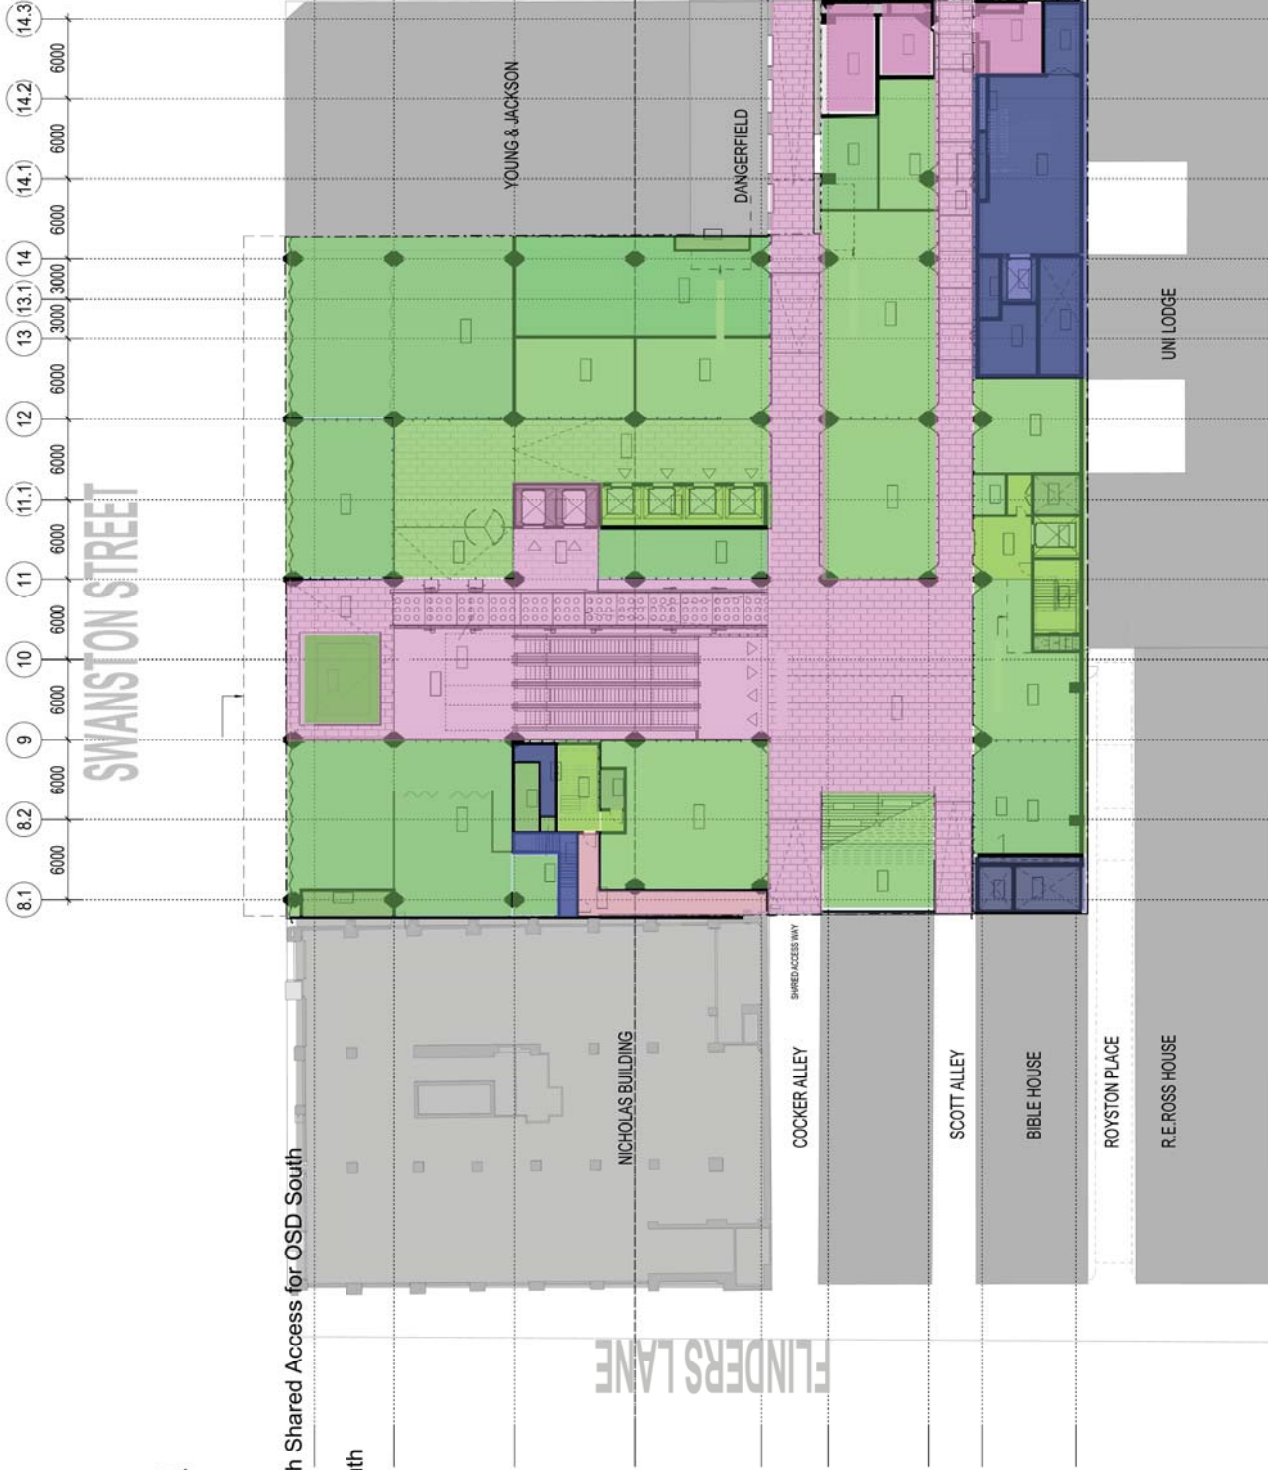 (14.3)
6000
(14.2)
6000
(14.1)
6000
14
3000
(13.1)
3000
13
6000
12
6000
(11.1)
6000
11
6000
10
6000
9
6000
8.2
6000
8.1
SWANSTON STREET
YOUNG & JACKSON
DANGERFIELD
UNI LODGE
NICHOLAS BUILDING
SHARED ACCESS WAY
COCKER ALLEY
SCOTT ALLEY
BIBLE HOUSE
ROYSTON PLACE
R.E.ROSS HOUSE
FLINDERS LANE
h Shared Access for OSD South
uth